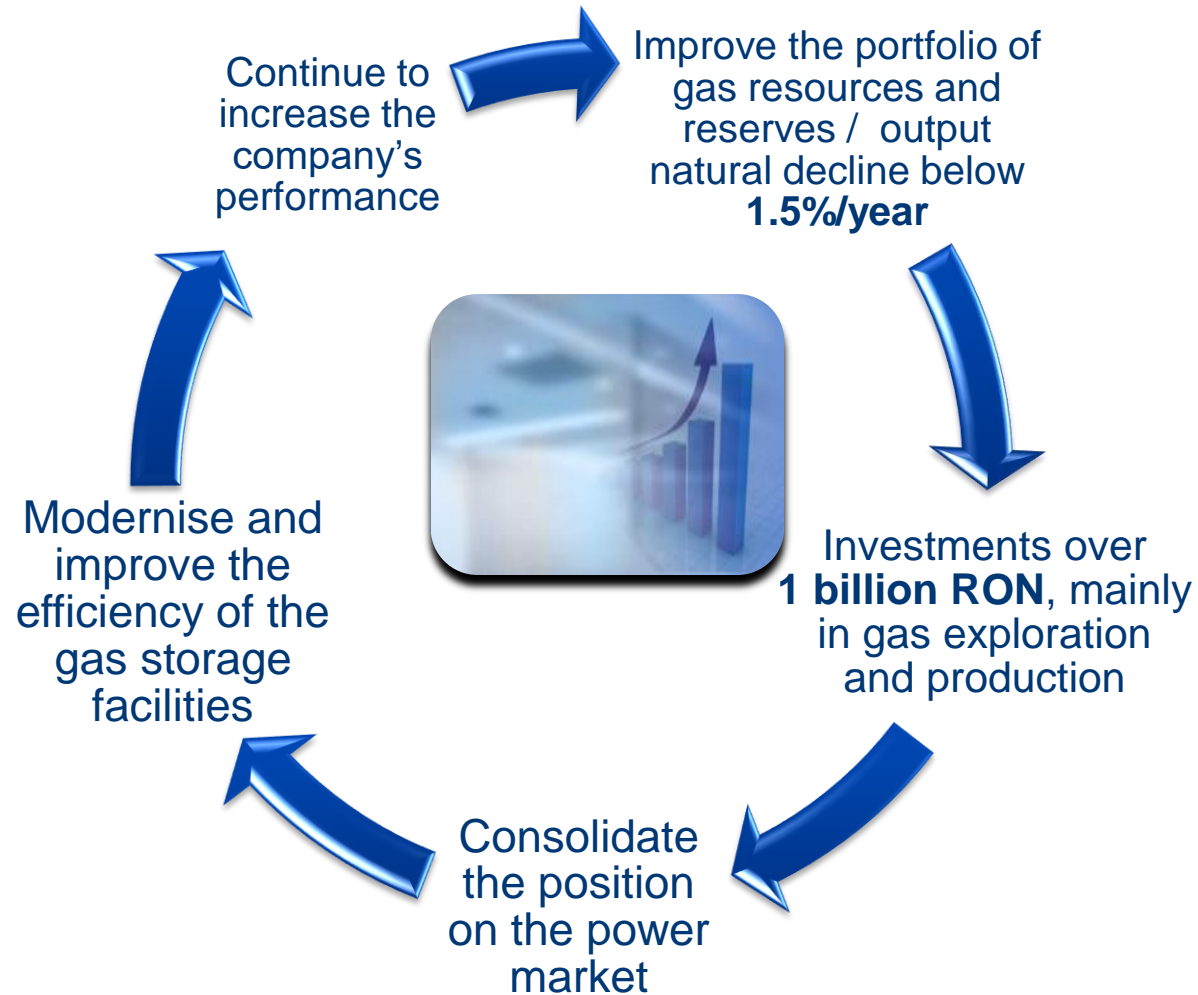 Continue to
increase the
company's
performance
Improve the portfolio of
gas resources and
reserves /  output
natural decline below
1.5%/year
Investments over
1 billion RON, mainly
in gas exploration
and production
Consolidate
the position
on the power
market
Modernise and
improve the
efficiency of the
gas storage
facilities